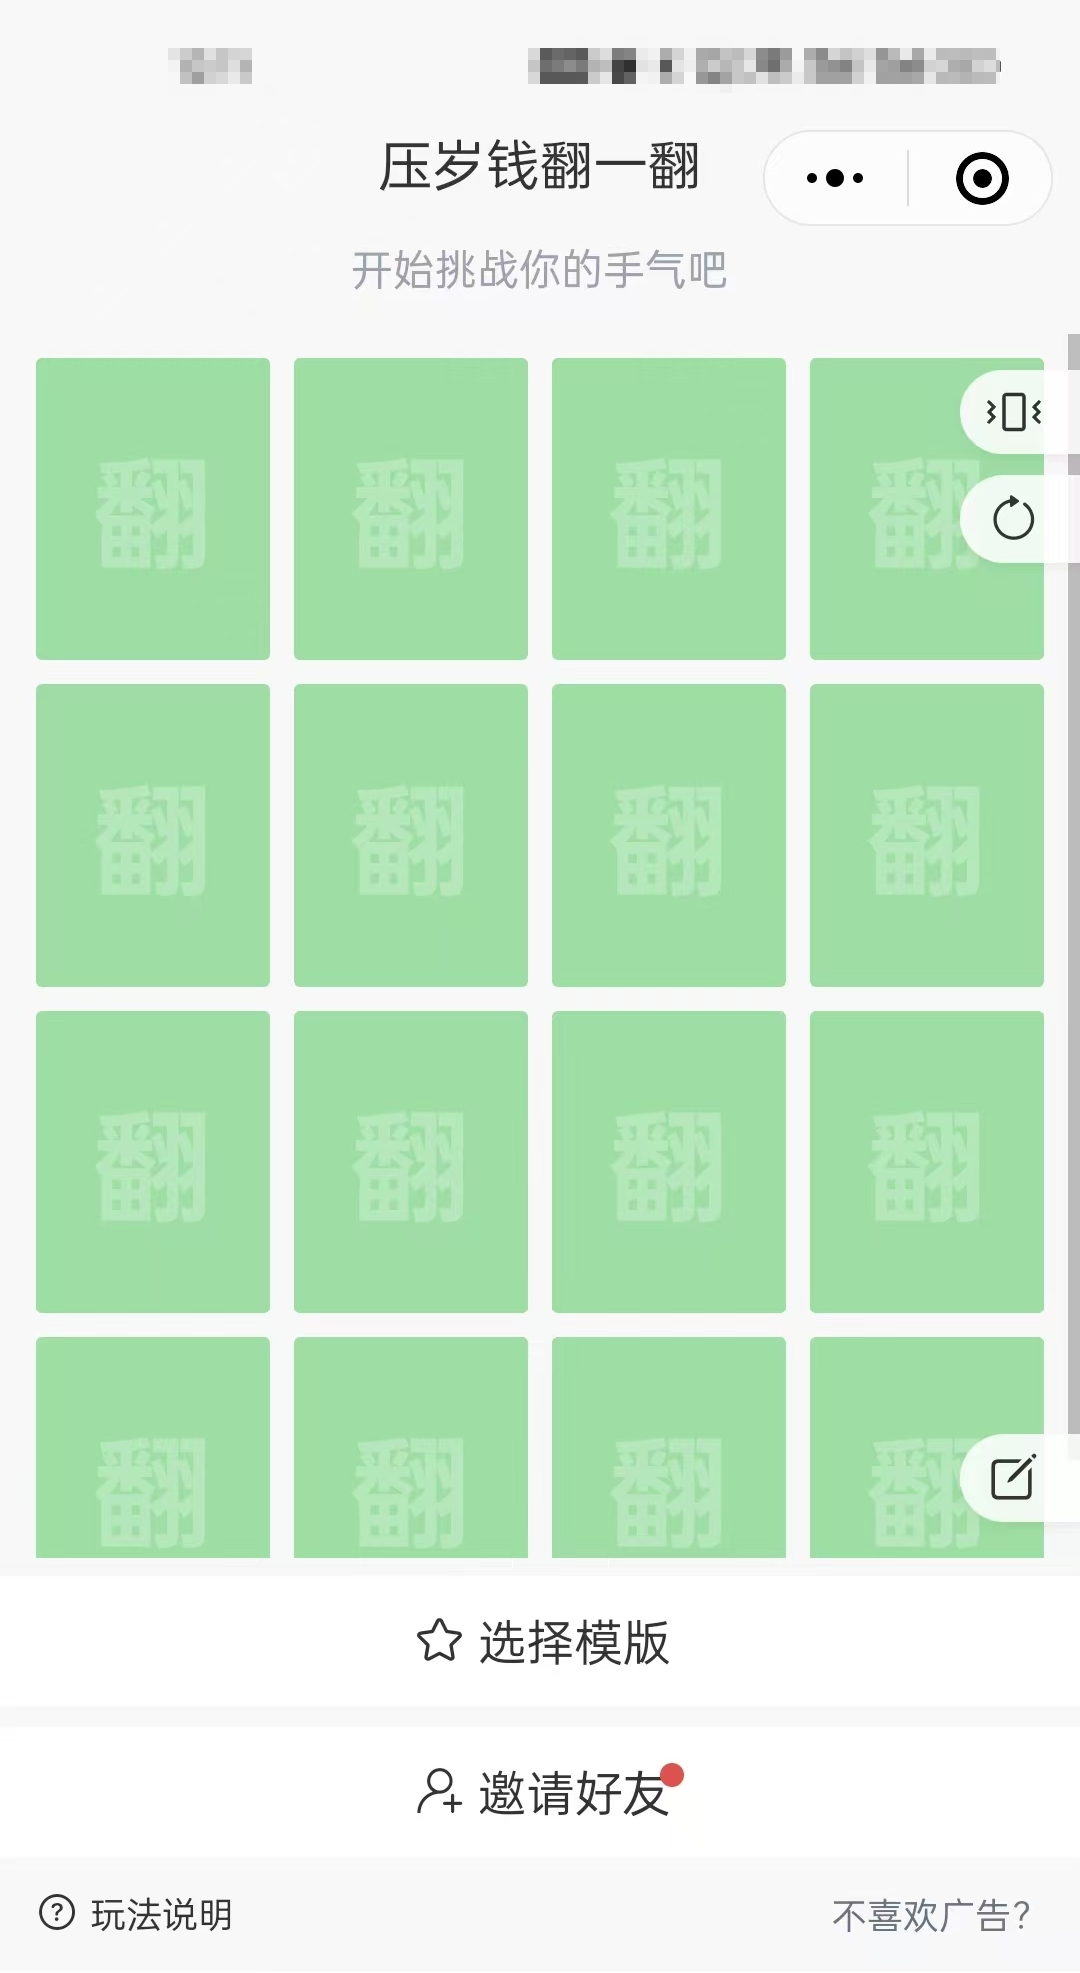 压岁钱翻一翻
开始挑战你的手气吧
翻 翻 翻 翻
翻 翻 翻 翻
翻 翻 翻 翻
翻 翻 翻 翻
选择模版
邀请好友
玩法说明 不喜欢广告?